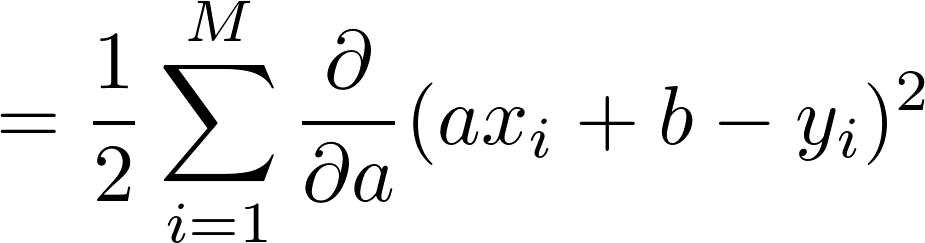 $= \frac{1}{2} \sum_{i=1}^{M} \frac{\partial}{\partial a} (ax_i + b - y_i)^2$